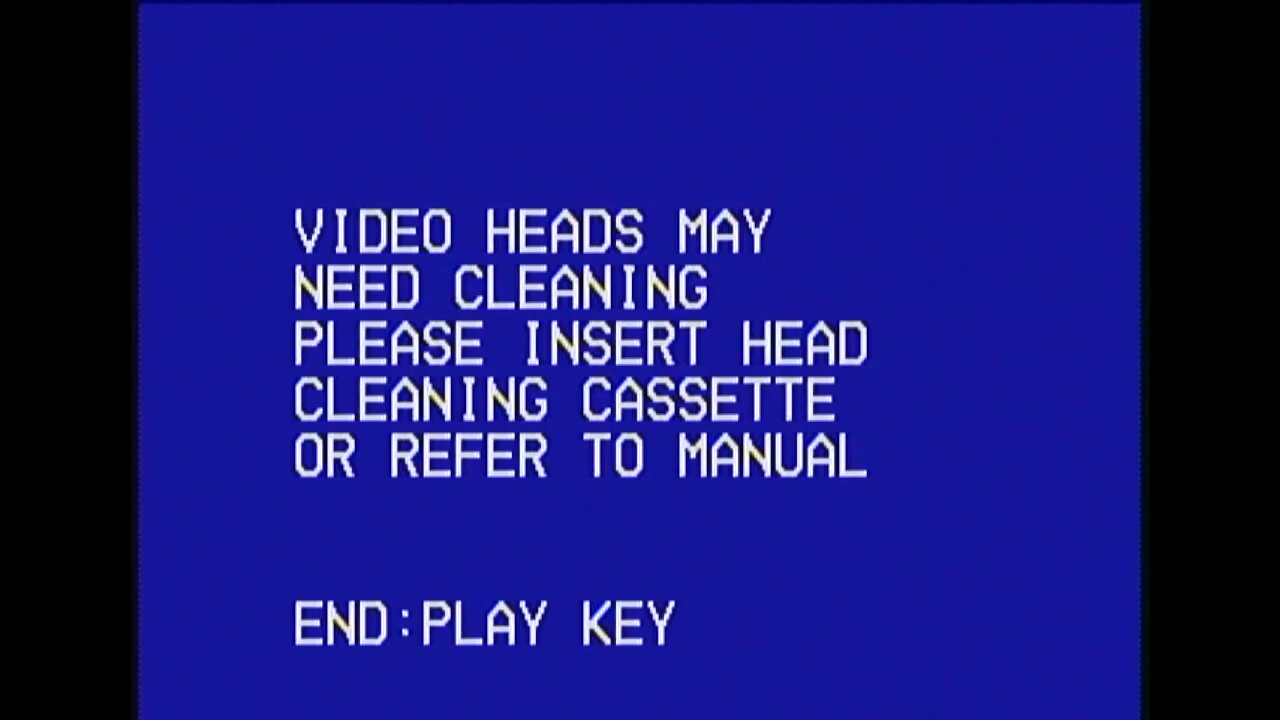 VIDEO HEADS MAY
NEED CLEANING
PLEASE INSERT HEAD
CLEANING CASSETTE
OR REFER TO MANUAL
END:PLAY KEY